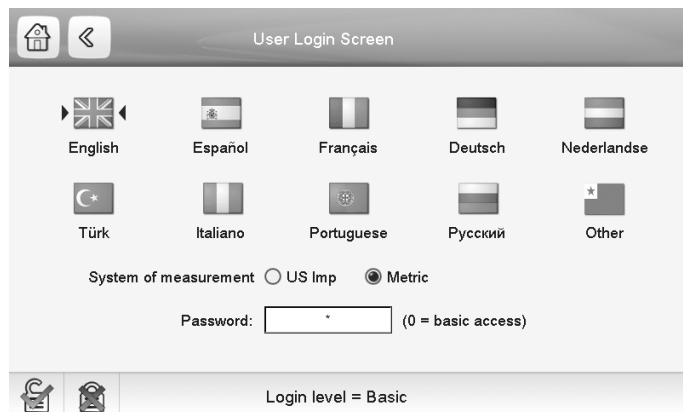 User Login Screen
English Español Français Deutsch Nederlandse
Türk Italiano Portuguese Русский Other
System of measurement US Imp Metric
Password: * (0 = basic access)
Login level = Basic